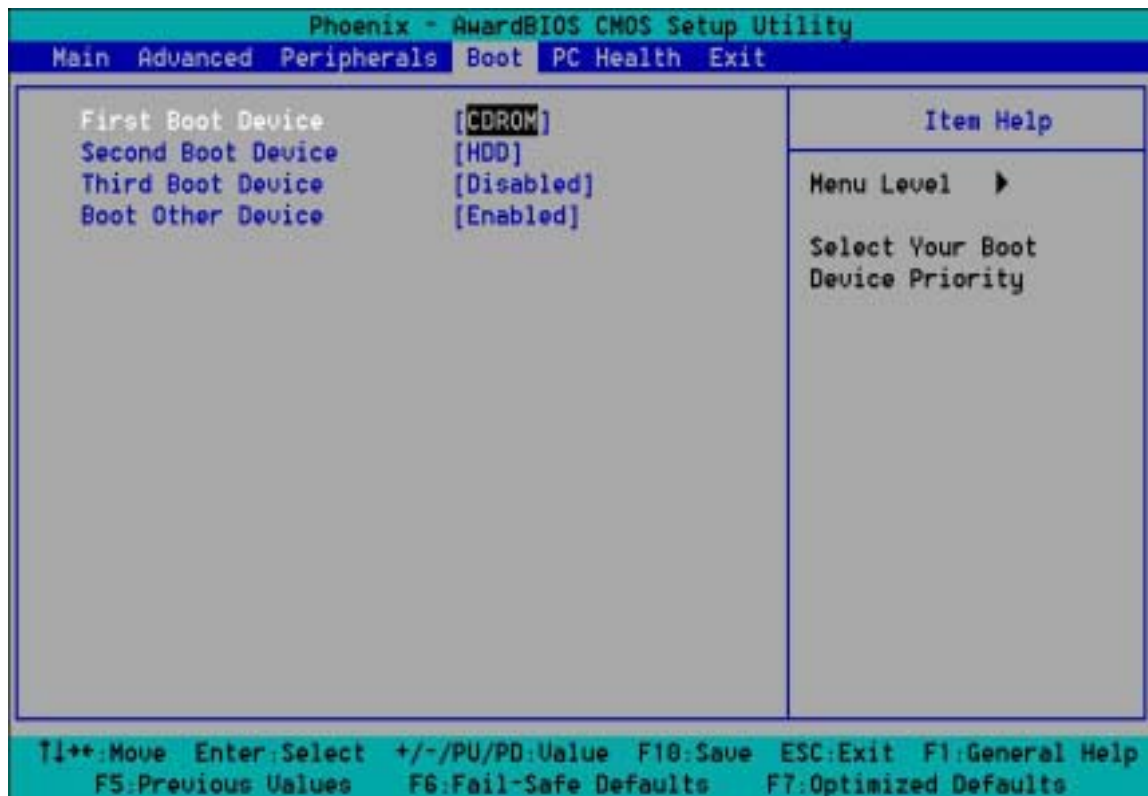 Phoenix - AwardBIOS CMOS Setup Utility
Main Advanced Peripherals Boot PC Health Exit
First Boot Device [CDROM]
Second Boot Device [HDD]
Third Boot Device [Disabled]
Boot Other Device [Enabled]
Item Help
Menu Level ▶
Select Your Boot
Device Priority
↑↓→←:Move Enter:Select +/-/PU/PD:Value F10:Save ESC:Exit F1:General Help
F5:Previous Values F6:Fail-Safe Defaults F7:Optimized Defaults